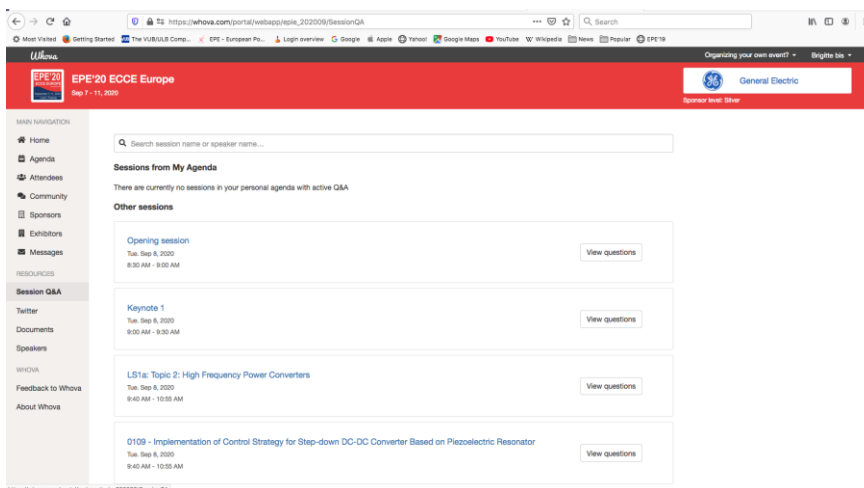 https://whova.com/portal/webapp/epie_202009/SessionQA
Search
Most Visited Getting Started The VUB/ULB Comp... EPE - European Po... Login overview Google Apple Yahoo! Google Maps YouTube Wikipedia News Popular EPE'19
Whova
Organizing your own event? Brigitte bis
EPE'20
EPE'20 ECCE Europe
Sep 7 - 11, 2020
General Electric
Sponsor level: Silver
MAIN NAVIGATION
Home
Agenda
Attendees
Community
Sponsors
Exhibitors
Messages
RESOURCES
Session Q&A
Twitter
Documents
Speakers
WHOVA
Feedback to Whova
About Whova
Search session name or speaker name...
Sessions from My Agenda
There are currently no sessions in your personal agenda with active Q&A
Other sessions
Opening session
Tue. Sep 8, 2020
8:30 AM - 9:00 AM
View questions
Keynote 1
Tue. Sep 8, 2020
9:00 AM - 9:30 AM
View questions
LS1a: Topic 2: High Frequency Power Converters
Tue. Sep 8, 2020
9:40 AM - 10:55 AM
View questions
0109 - Implementation of Control Strategy for Step-down DC-DC Converter Based on Piezoelectric Resonator
Tue. Sep 8, 2020
9:40 AM - 10:55 AM
View questions